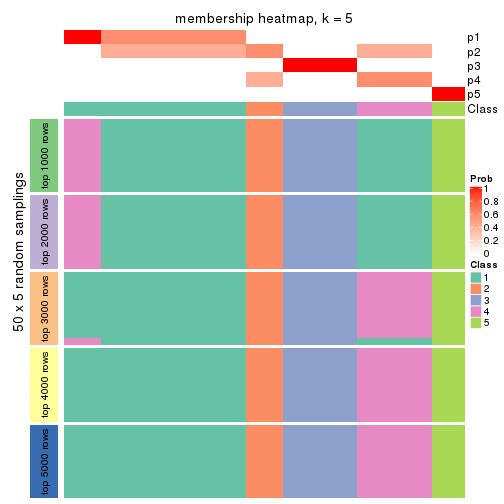 membership heatmap, k = 5
p1
p2
p3
p4
p5
Class
50 x 5 random samplings
top 1000 rows
top 2000 rows
top 3000 rows
top 4000 rows
top 5000 rows
Prob
1
0.8
0.6
0.4
0.2
0
Class
1
2
3
4
5